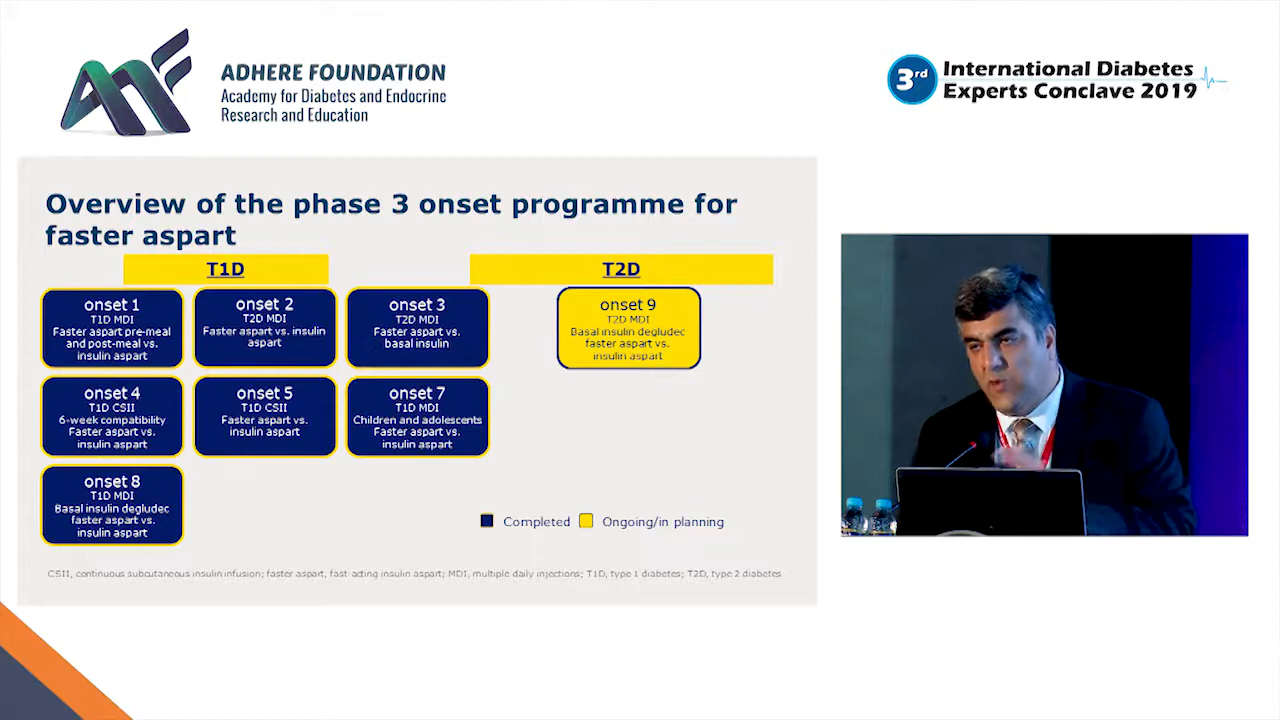 ADHERE FOUNDATION
Academy for Diabetes and Endocrine
Research and Education
3rd
International Diabetes
Experts Conclave 2019
Overview of the phase 3 onset programme for
faster aspart
T1D
T2D
onset 1
T1D MDI
Faster aspart pre-meal
and post-meal vs.
insulin aspart
onset 2
T2D MDI
Faster aspart vs. insulin
aspart
onset 3
T2D MDI
Faster aspart vs.
basal insulin
onset 9
T2D MDI
Basal insulin degludec
faster aspart vs.
insulin aspart
onset 4
T1D CSII
6-week compatibility
Faster aspart vs.
insulin aspart
onset 5
T1D CSII
Faster aspart vs.
insulin aspart
onset 7
T1D MDI
Children and adolescents
Faster aspart vs.
insulin aspart
onset 8
T1D MDI
Basal insulin degludec
faster aspart vs.
insulin aspart
Completed
Ongoing/in planning
CSII, continuous subcutaneous insulin infusion; faster aspart, fast-acting insulin aspart; MDI, multiple daily injections; T1D, type 1 diabetes; T2D, type 2 diabetes